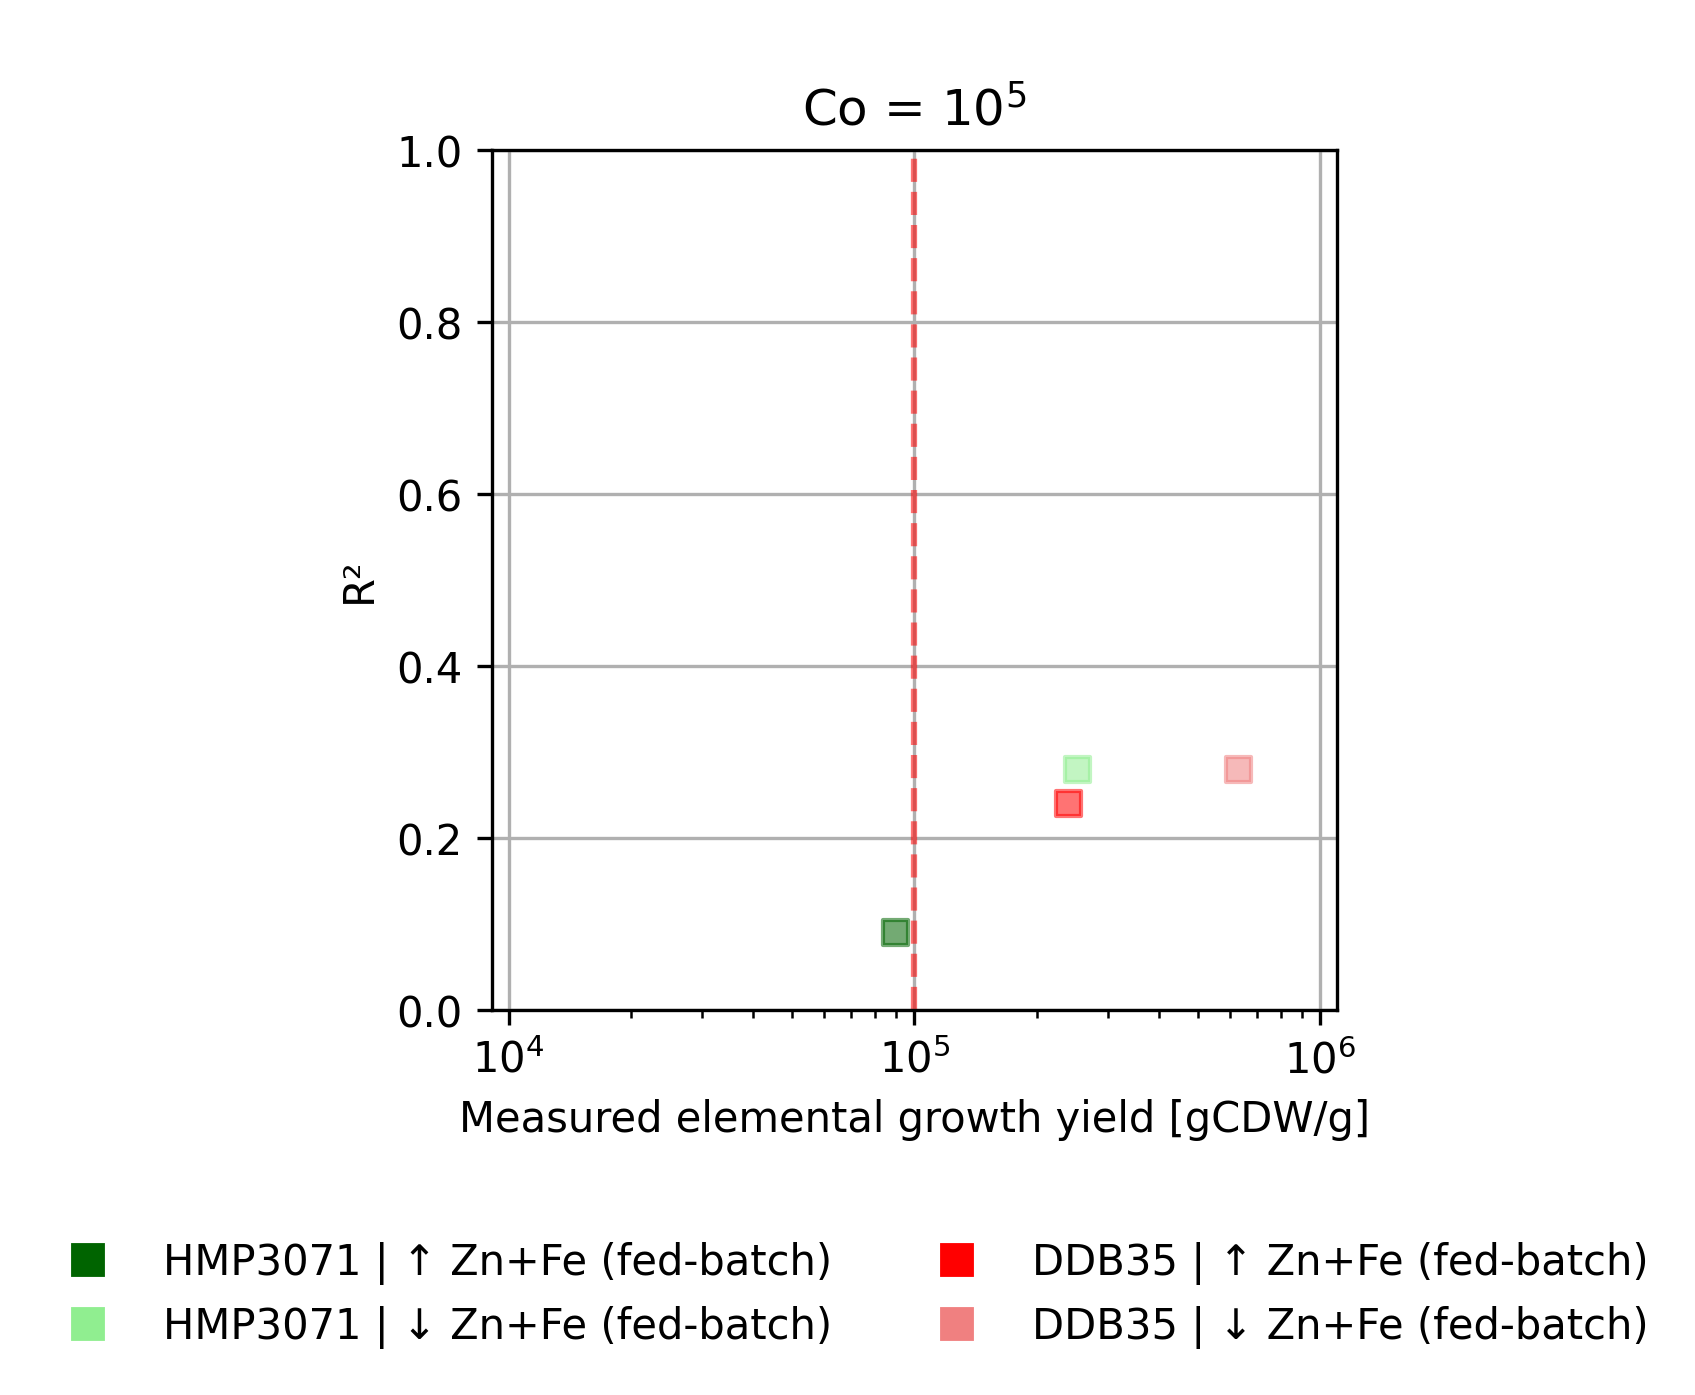 Co = 10⁵
1.0
0.8
0.6
0.4
0.2
0.0
R²
10⁴ 10⁵ 10⁶
Measured elemental growth yield [gCDW/g]
HMP3071 | ↑ Zn+Fe (fed-batch)
HMP3071 | ↓ Zn+Fe (fed-batch)
DDB35 | ↑ Zn+Fe (fed-batch)
DDB35 | ↓ Zn+Fe (fed-batch)